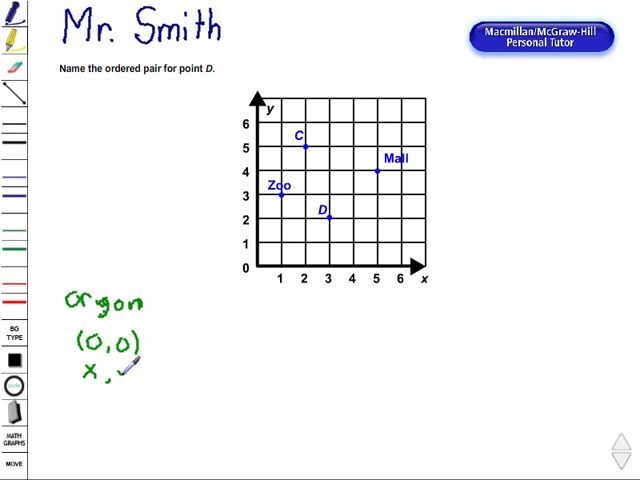 Mr. Smith
Macmillan/McGraw-Hill
Personal Tutor
Name the ordered pair for point D.
y
6
C
5
Mall
4
Zoo
3
D
2
1
0
1 2 3 4 5 6 x
orgon
(0,0)
x,
BG
TYPE
MATH
GRAPHS
MOVE